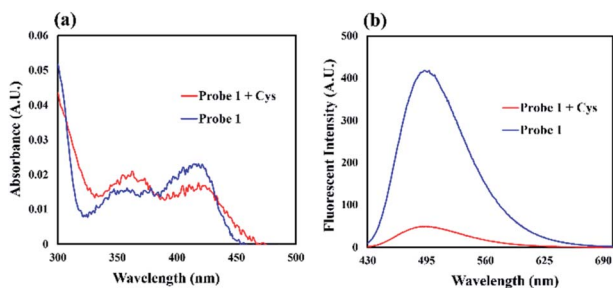 (a)
0.06
0.05
0.04
0.03
0.02
0.01
0
300
350
400
450
500
Absorbance (A.U.)
Wavelength (nm)
Probe 1 + Cys
Probe 1
(b)
500
400
300
200
100
0
430
495
560
625
690
Fluorescent Intensity (A.U.)
Wavelength (nm)
Probe 1 + Cys
Probe 1